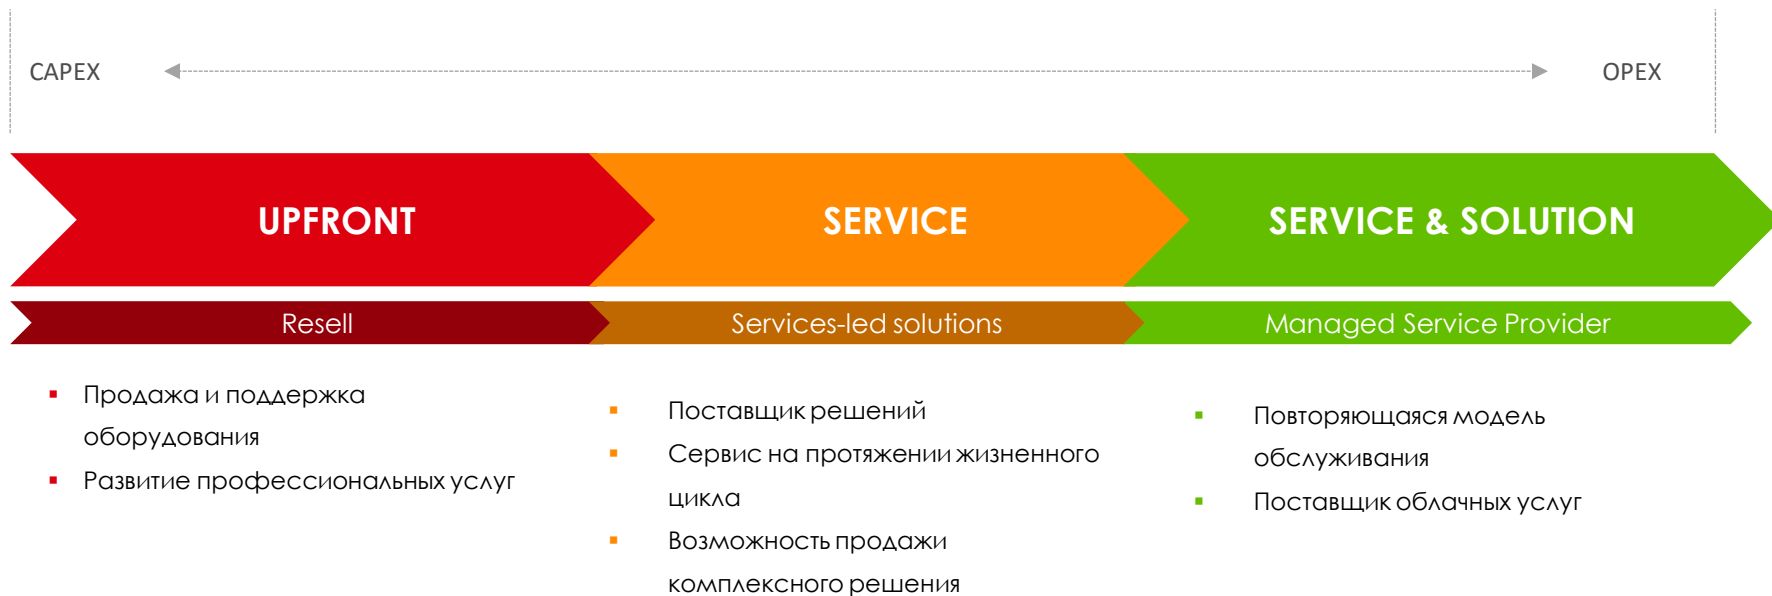 CAPEX
OPEX
UPFRONT
SERVICE
SERVICE & SOLUTION
Resell
Services-led solutions
Managed Service Provider
▪ Продажа и поддержка
оборудования
▪ Развитие профессиональных услуг
▪ Поставщик решений
▪ Сервис на протяжении жизненного
цикла
▪ Возможность продажи
комплексного решения
▪ Повторяющаяся модель
обслуживания
▪ Поставщик облачных услуг